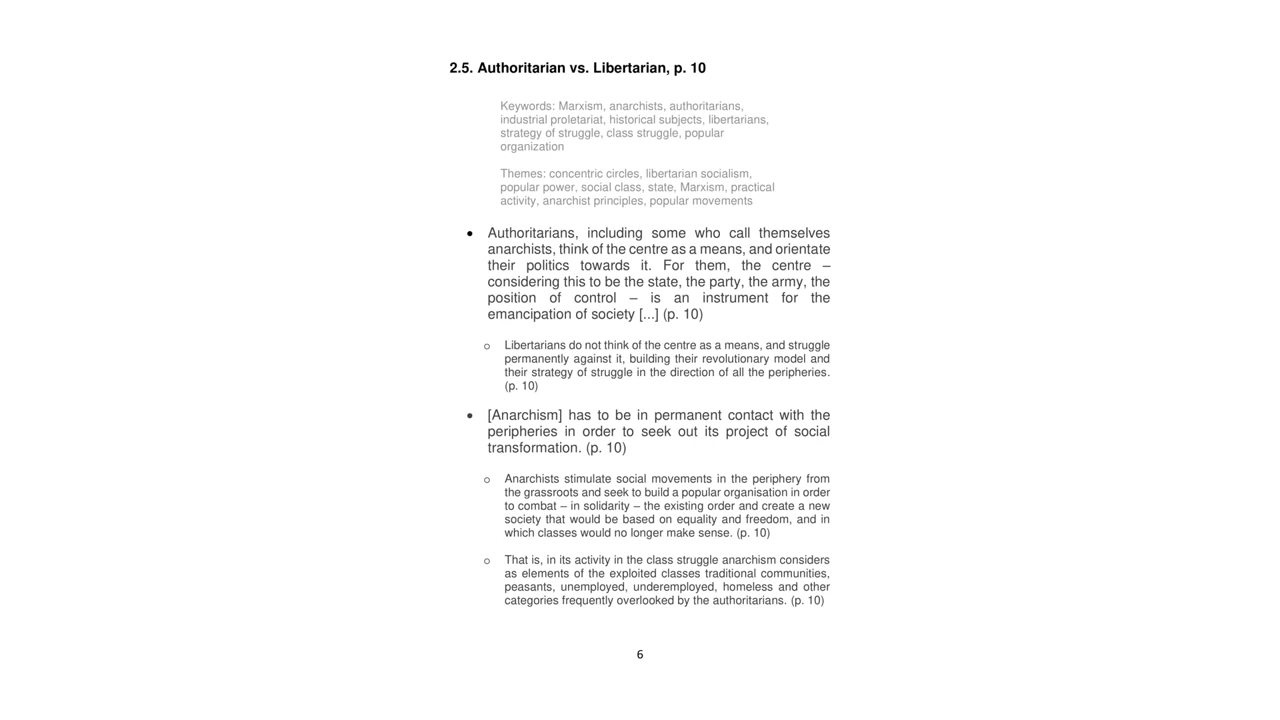 2.5. Authoritarian vs. Libertarian, p. 10
Keywords: Marxism, anarchists, authoritarians,
industrial proletariat, historical subjects, libertarians,
strategy of struggle, class struggle, popular
organization
Themes: concentric circles, libertarian socialism,
popular power, social class, state, Marxism, practical
activity, anarchist principles, popular movements
• Authoritarians, including some who call themselves
anarchists, think of the centre as a means, and orientate
their politics towards it. For them, the centre –
considering this to be the state, the party, the army, the
position of control – is an instrument for the
emancipation of society [...] (p. 10)
o Libertarians do not think of the centre as a means, and struggle
permanently against it, building their revolutionary model and
their strategy of struggle in the direction of all the peripheries.
(p. 10)
• [Anarchism] has to be in permanent contact with the
peripheries in order to seek out its project of social
transformation. (p. 10)
o Anarchists stimulate social movements in the periphery from
the grassroots and seek to build a popular organisation in order
to combat – in solidarity – the existing order and create a new
society that would be based on equality and freedom, and in
which classes would no longer make sense. (p. 10)
o That is, in its activity in the class struggle anarchism considers
as elements of the exploited classes traditional communities,
peasants, unemployed, underemployed, homeless and other
categories frequently overlooked by the authoritarians. (p. 10)
6